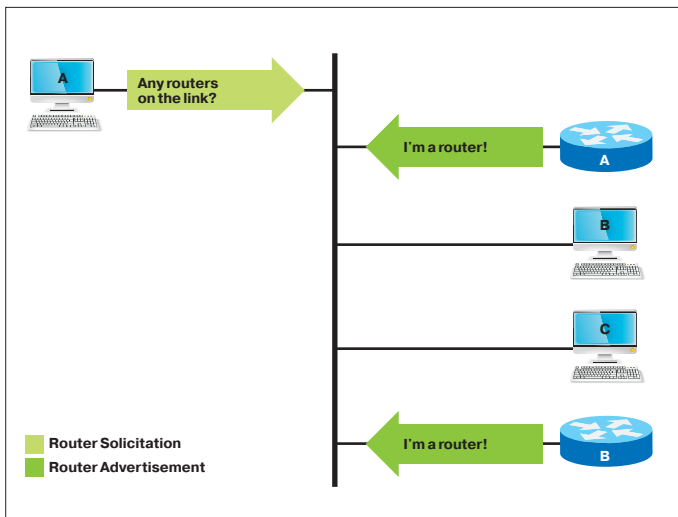 A
Any routers
on the link?
I'm a router!
A
B
C
I'm a router!
B
Router Solicitation
Router Advertisement